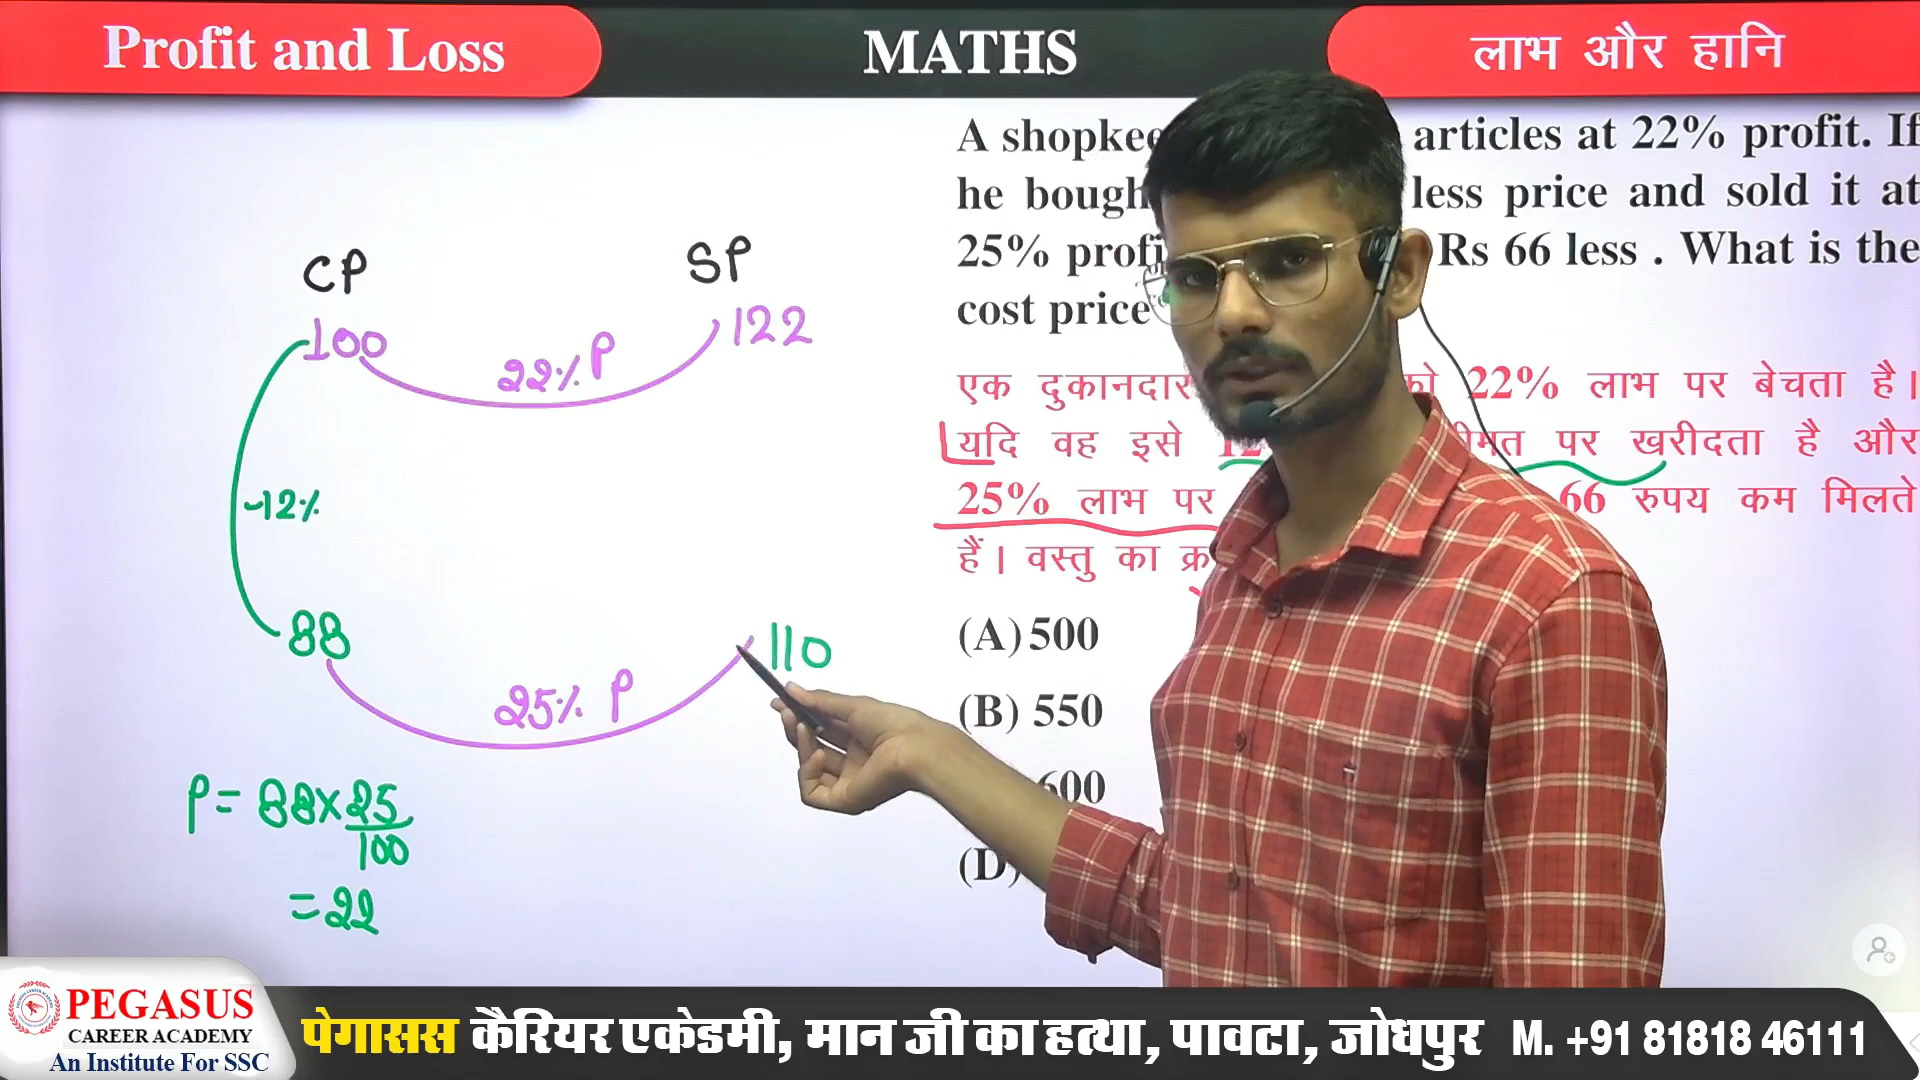 Profit and Loss
MATHS
लाभ और हानि
A articles at 22% profit. If
he less price and sold it at
25% Rs 66 less . What is the
cost price
एक दुकानदार 22% लाभ पर बेचता है।
यदि वह इसे पर खरीदता है और
25% लाभ पर 66 रुपय कम मिलते
हैं। वस्तु का
(A) 500
(B) 550
600
(D)
CP SP
100 22% P 122
-12%
88 25% P 110
P = 88 × 25/100
= 22
PEGASUS
CAREER ACADEMY
An Institute For SSC
पेगासस कैरियर एकेडमी, मान जी का हत्था, पावटा, जोधपुर M. +91 81818 46111